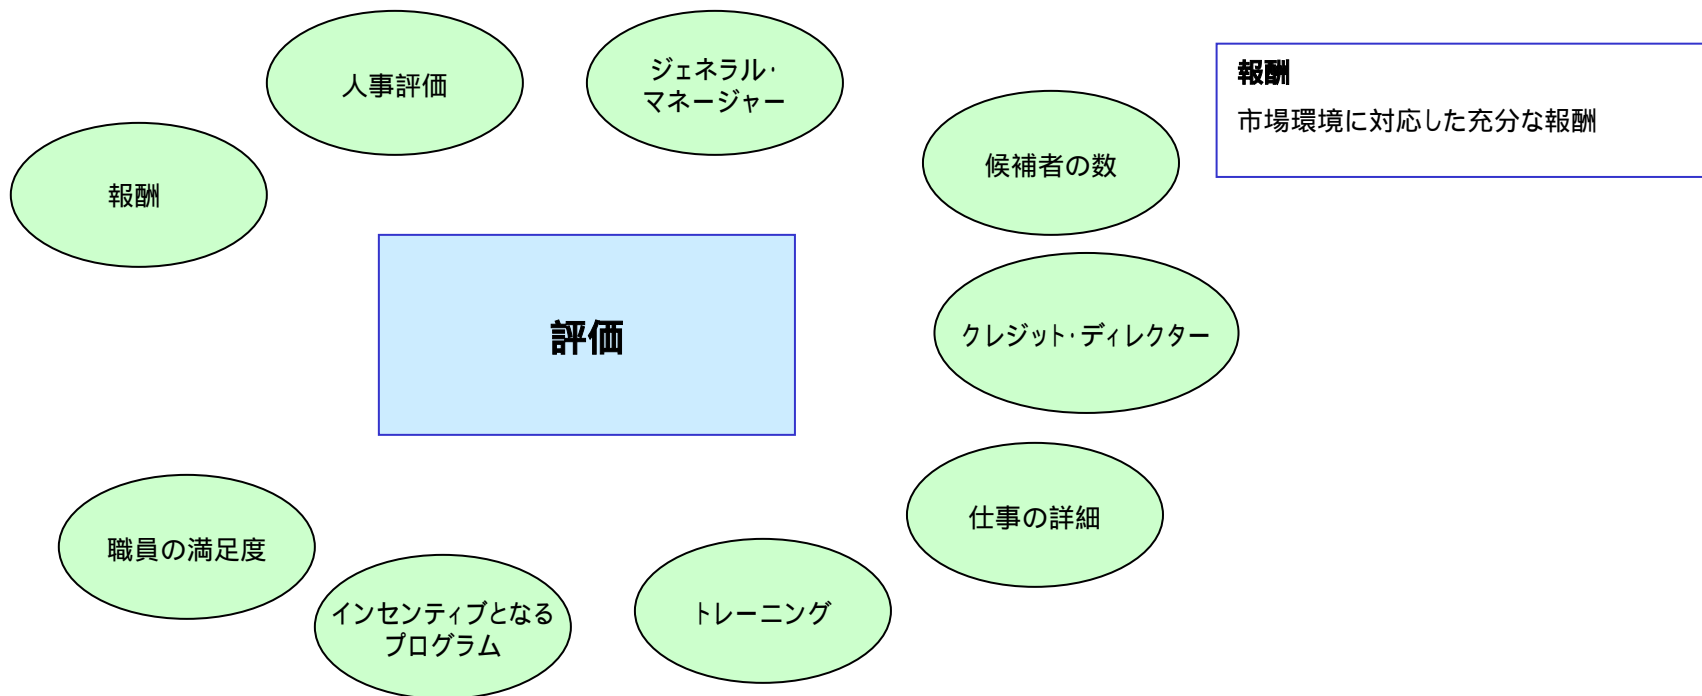 人事評価
ジェネラル・
マネージャー
報酬
市場環境に対応した充分な報酬
候補者の数
報酬
評価
クレジット・ディレクター
仕事の詳細
職員の満足度
インセンティブとなる
プログラム
トレーニング